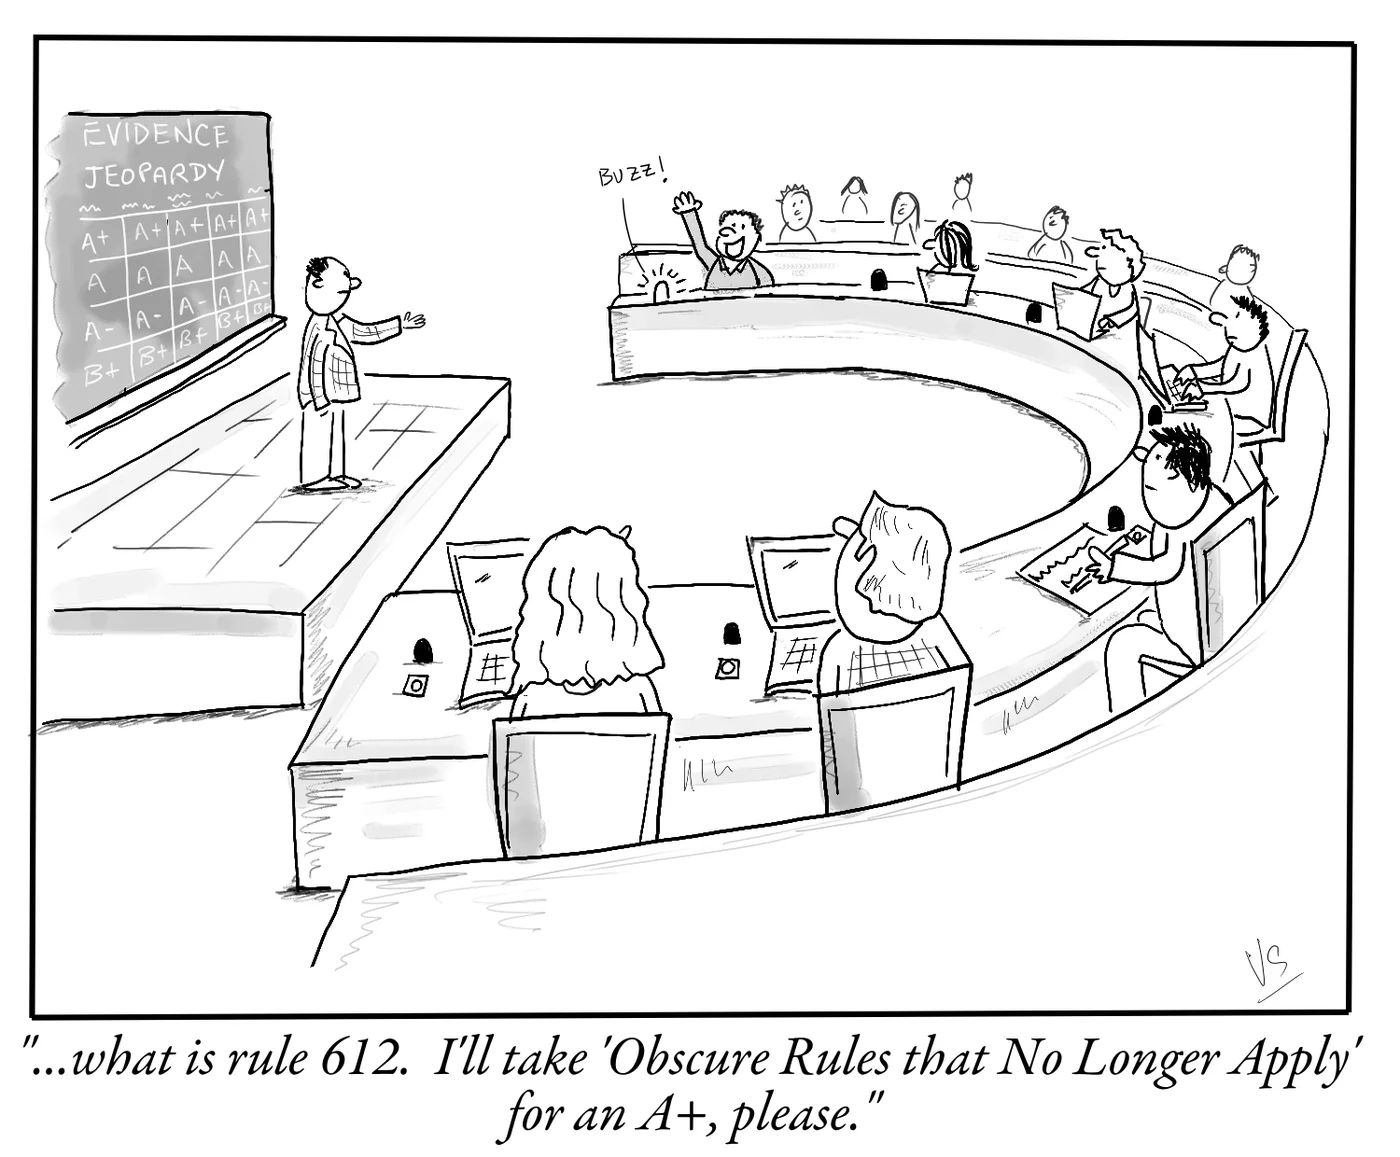 EVIDENCE
JEOPARDY
A+ A+ A+ A+ A+
A A A A A
A- A- A- A- A-
B+ B+ B+ B+ B+
BUZZ!
VS
"...what is rule 612. I'll take 'Obscure Rules that No Longer Apply'
for an A+, please."